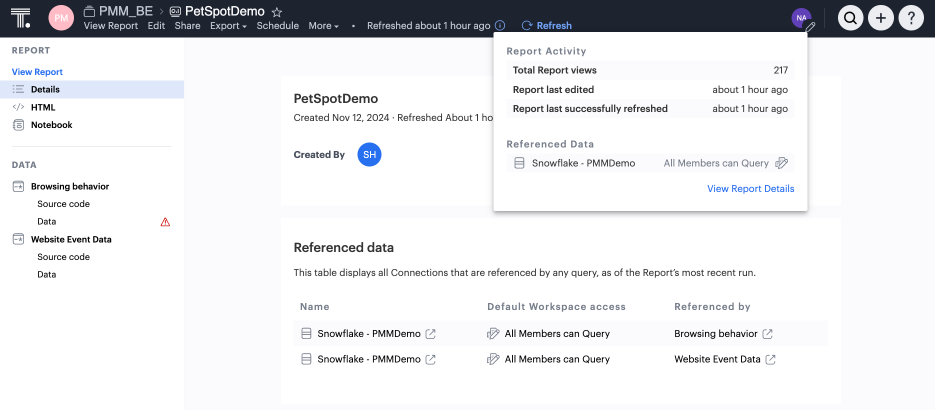 T.
PM
PMM_BE > PetSpotDemo
View Report Edit Share Export Schedule More • Refreshed about 1 hour ago Refresh
NA
+
?
REPORT
View Report
Details
HTML
Notebook
DATA
Browsing behavior
Source code
Data
Website Event Data
Source code
Data
Report Activity
Total Report views 217
Report last edited about 1 hour ago
Report last successfully refreshed about 1 hour ago
Referenced Data
Snowflake - PMMDemo All Members can Query
View Report Details
PetSpotDemo
Created Nov 12, 2024 · Refreshed About 1 ho
Created By SH
Referenced data
This table displays all Connections that are referenced by any query, as of the Report's most recent run.
Name Default Workspace access Referenced by
Snowflake - PMMDemo All Members can Query Browsing behavior
Snowflake - PMMDemo All Members can Query Website Event Data